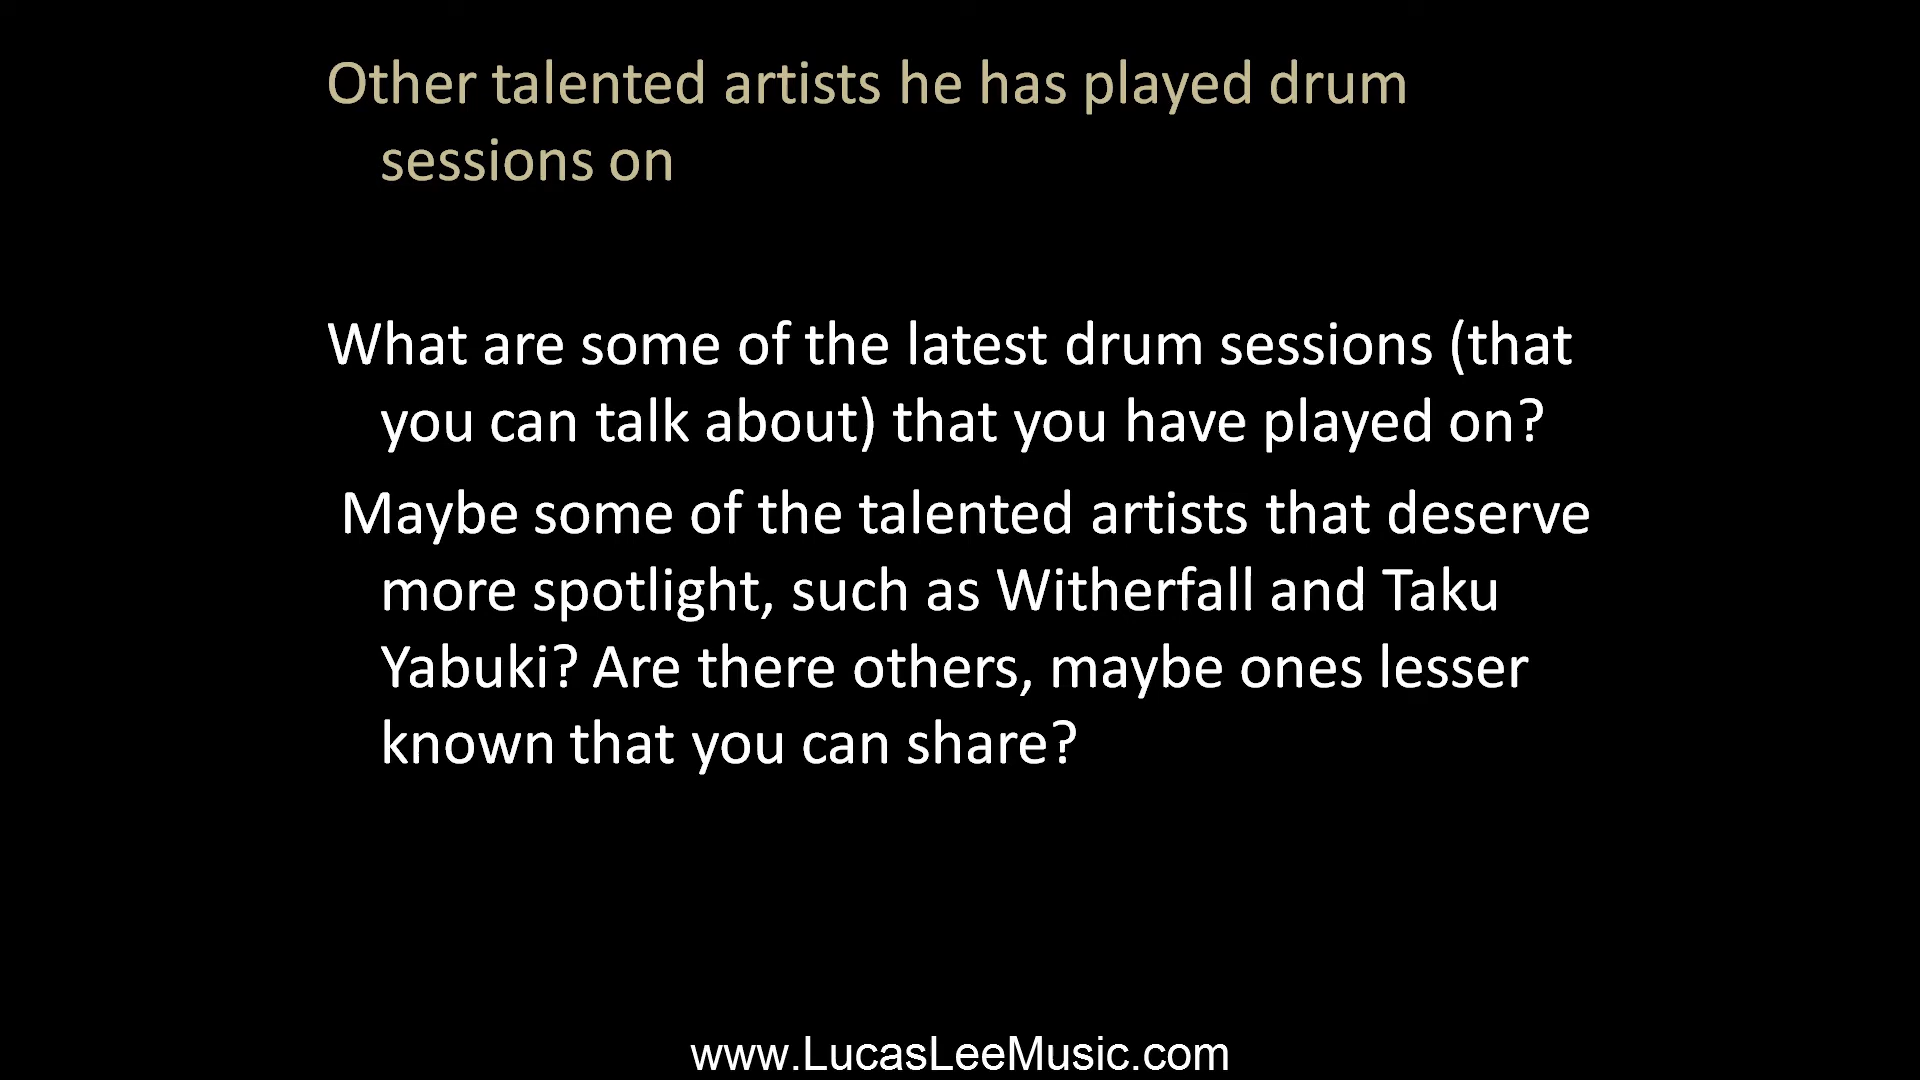 Other talented artists he has played drum
sessions on
What are some of the latest drum sessions (that
you can talk about) that you have played on?
Maybe some of the talented artists that deserve
more spotlight, such as Witherfall and Taku
Yabuki? Are there others, maybe ones lesser
known that you can share?
www.LucasLeeMusic.com